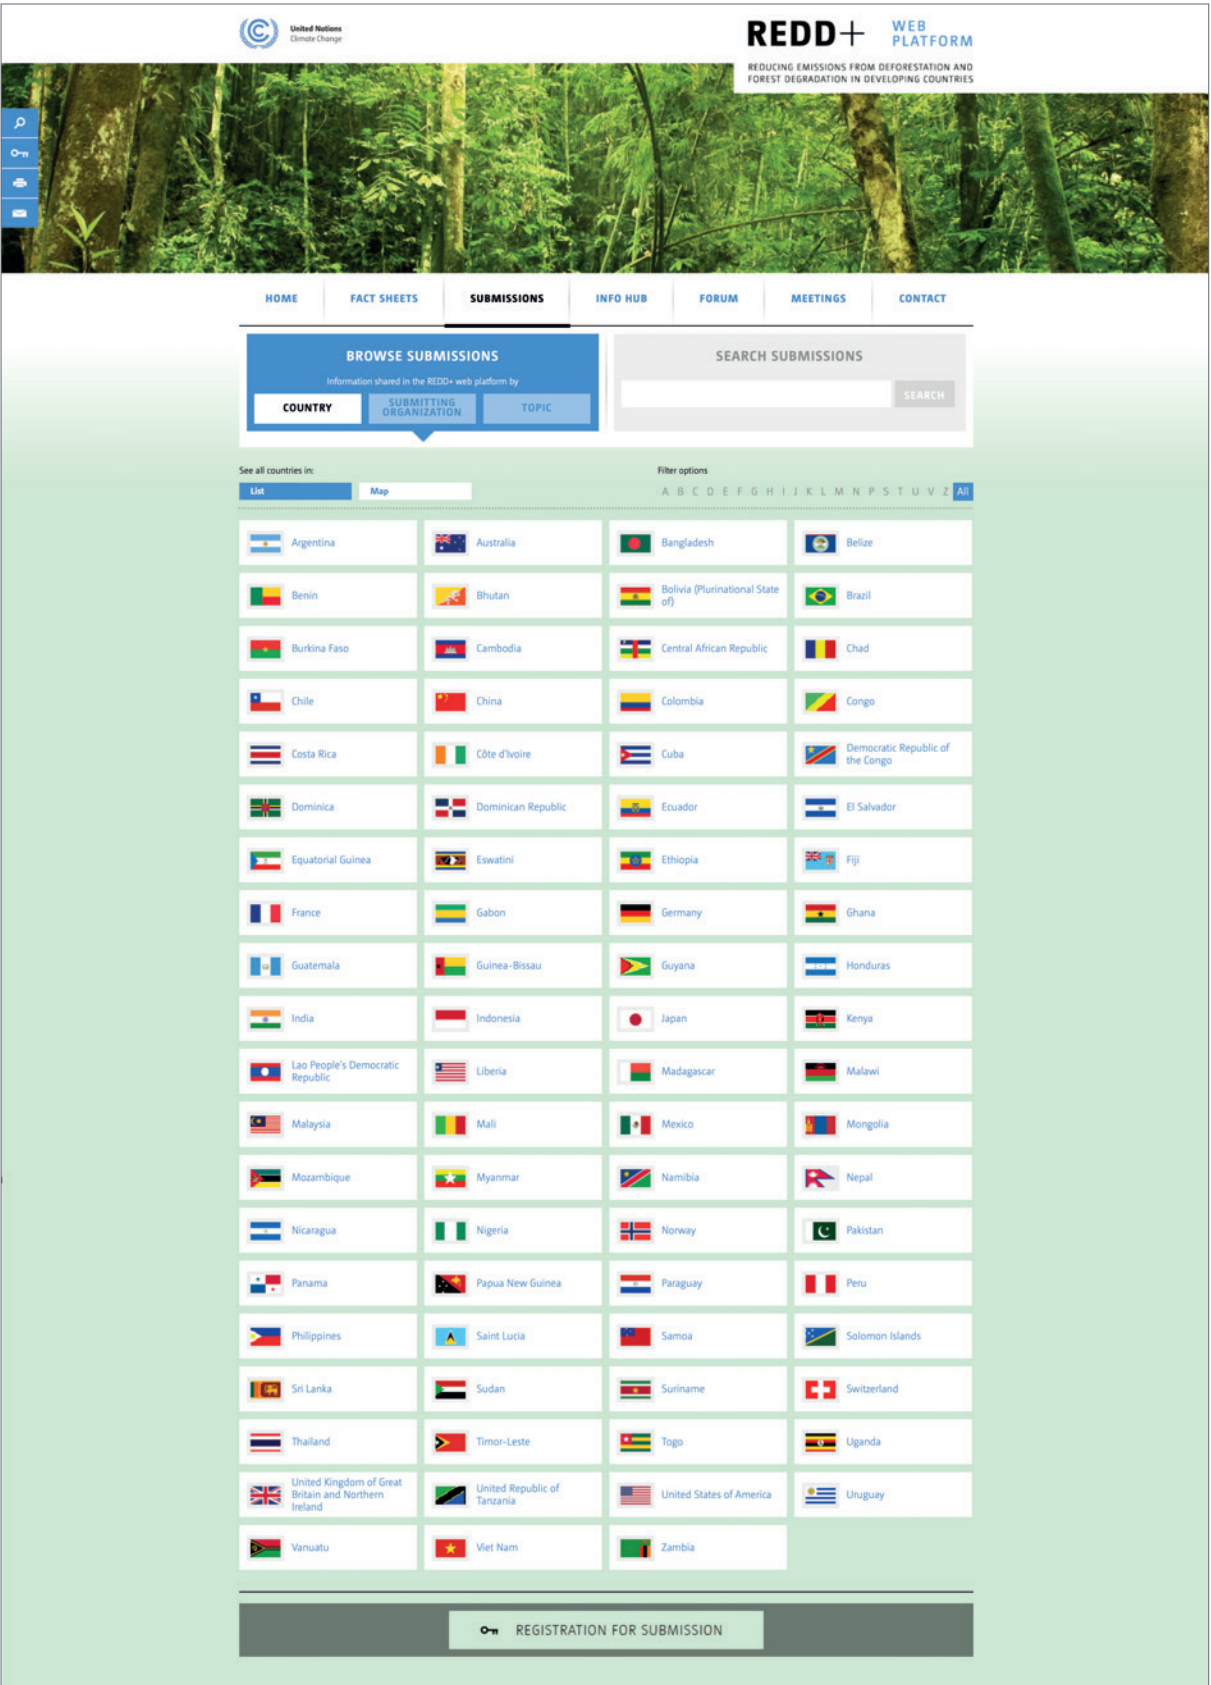 United Nations
Climate Change
REDD+ WEB PLATFORM
REDUCING EMISSIONS FROM DEFORESTATION AND
FOREST DEGRADATION IN DEVELOPING COUNTRIES
HOME FACT SHEETS SUBMISSIONS INFO HUB FORUM MEETINGS CONTACT
BROWSE SUBMISSIONS
Information shared in the REDD+ web platform by
COUNTRY
SUBMITTING
ORGANIZATION
TOPIC
SEARCH SUBMISSIONS
SEARCH
See all countries in:
List Map
Filter options
A B C D E F G H I J K L M N P S T U V Z All
Argentina
Australia
Bangladesh
Belize
Benin
Bhutan
Bolivia (Plurinational State
of)
Brazil
Burkina Faso
Cambodia
Central African Republic
Chad
Chile
China
Colombia
Congo
Costa Rica
Côte d'Ivoire
Cuba
Democratic Republic of
the Congo
Dominica
Dominican Republic
Ecuador
El Salvador
Equatorial Guinea
Eswatini
Ethiopia
Fiji
France
Gabon
Germany
Ghana
Guatemala
Guinea-Bissau
Guyana
Honduras
India
Indonesia
Japan
Kenya
Lao People's Democratic
Republic
Liberia
Madagascar
Malawi
Malaysia
Mali
Mexico
Mongolia
Mozambique
Myanmar
Namibia
Nepal
Nicaragua
Nigeria
Norway
Pakistan
Panama
Papua New Guinea
Paraguay
Peru
Philippines
Saint Lucia
Samoa
Solomon Islands
Sri Lanka
Sudan
Suriname
Switzerland
Thailand
Timor-Leste
Togo
Uganda
United Kingdom of Great
Britain and Northern
Ireland
United Republic of
Tanzania
United States of America
Uruguay
Vanuatu
Viet Nam
Zambia
REGISTRATION FOR SUBMISSION